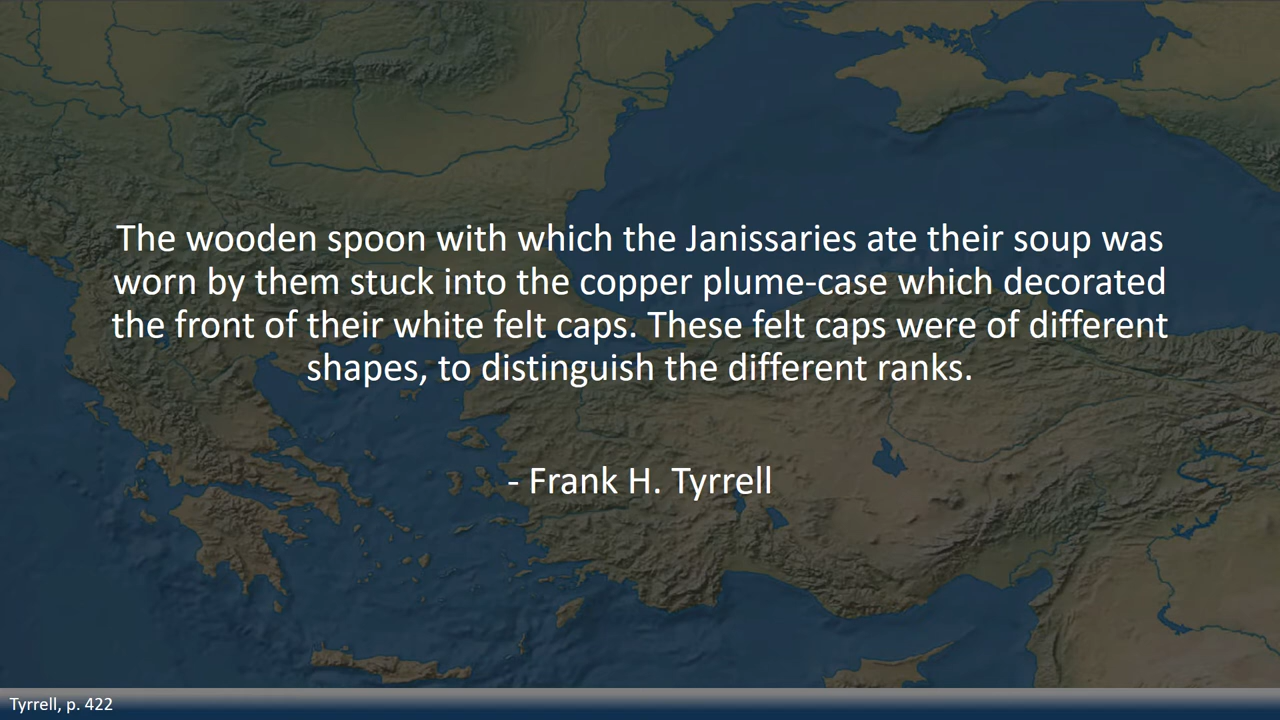 The wooden spoon with which the Janissaries ate their soup was
worn by them stuck into the copper plume-case which decorated
the front of their white felt caps. These felt caps were of different
shapes, to distinguish the different ranks.
- Frank H. Tyrrell
Tyrrell, p. 422